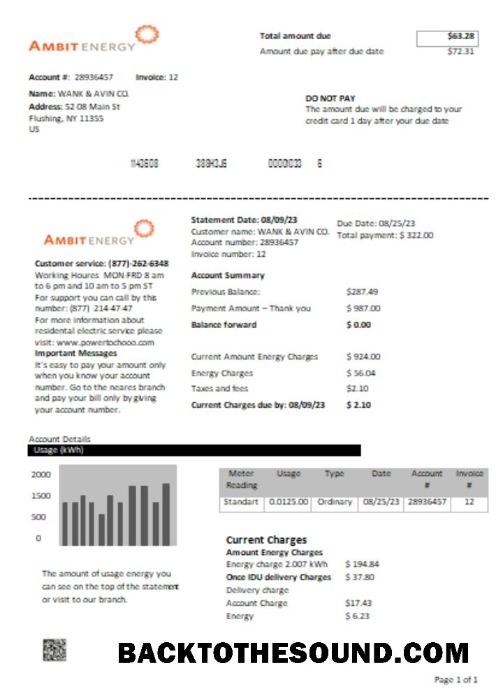 AMBIT ENERGY
Total amount due $63.28
Amount due pay after due date $72.31
Account #: 28936457 Invoice: 12
Name: WANK & AVIN CO.
Address: 52 08 Main St
Flushing, NY 11355
US
DO NOT PAY
The amount due will be charged to your
credit card 1 day after your due date
6
AMBIT ENERGY
Statement Date: 08/09/23
Customer name: WANK & AVIN CO.
Account number: 28936457
Invoice number: 12
Due Date: 08/25/23
Total payment: $ 322.00
Customer service: (877)-262-6348
Working Houres MON-FRD 8 am
to 6 pm and 10 am to 5 pm ST
For support you can call by this
number: (877) 214-47-47
For more information about
residental electric service please
visit: www.powertochooo.com
Important Messages
It's easy to pay your amount only
when you know your account
number. Go to the neares branch
and pay your bill only by giving
your account number.
Account Summary
Previous Balance: $287.49
Payment Amount – Thank you $ 987.00
Balance forward $ 0.00
Current Amount Energy Charges $ 924.00
Energy Charges $ 56.04
Taxes and fees $2.10
Current Charges due by: 08/09/23 $ 2.10
Account Details
Usage (kWh)
2000
1500
500
0
Meter Reading Usage Type Date Account # Invoice #
Standart 0.0125.00 Ordinary 08/25/23 28936457 12
The amount of usage energy you
can see on the top of the statement
or visit to our branch.
Current Charges
Amount Energy Charges
Energy charge 2.007 kWh $ 194.84
Once IDU delivery Charges $ 37.80
Delivery charge
Account Charge $17.43
Energy $ 6.23
BACKTOTHESOUND.COM
Page 1 of 1